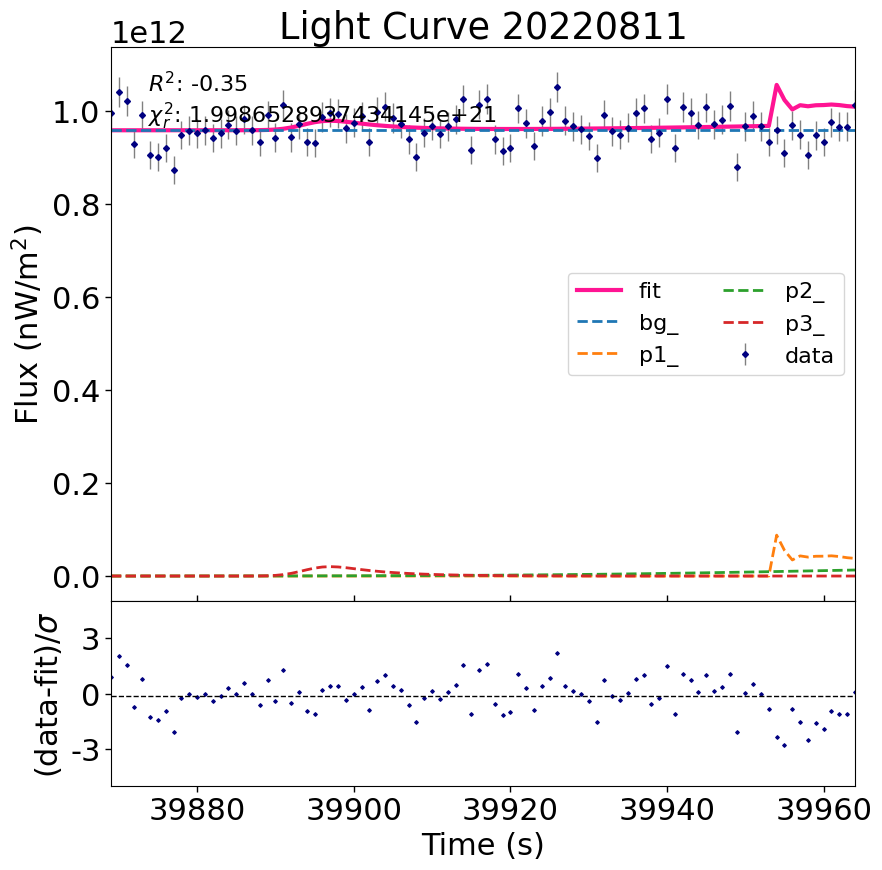 Light Curve 20220811
1e12
R²: -0.35
χ²ᵣ: 1.9986528937434145e+21
1.0
0.8
0.6
0.4
0.2
0.0
Flux (nW/m²)
fit
bg_
p1_
p2_
p3_
data
3
0
-3
(data-fit)/σ
39880
39900
39920
39940
39960
Time (s)